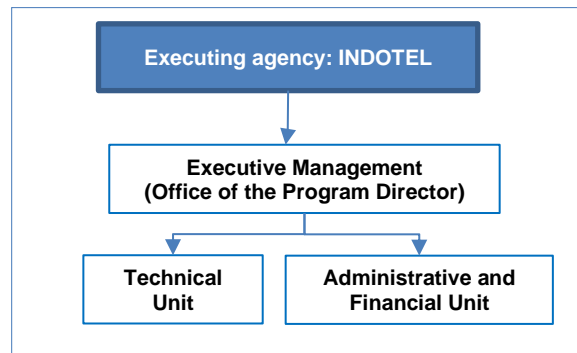 Executing agency: INDOTEL
Executive Management
(Office of the Program Director)
Technical
Unit
Administrative and
Financial Unit